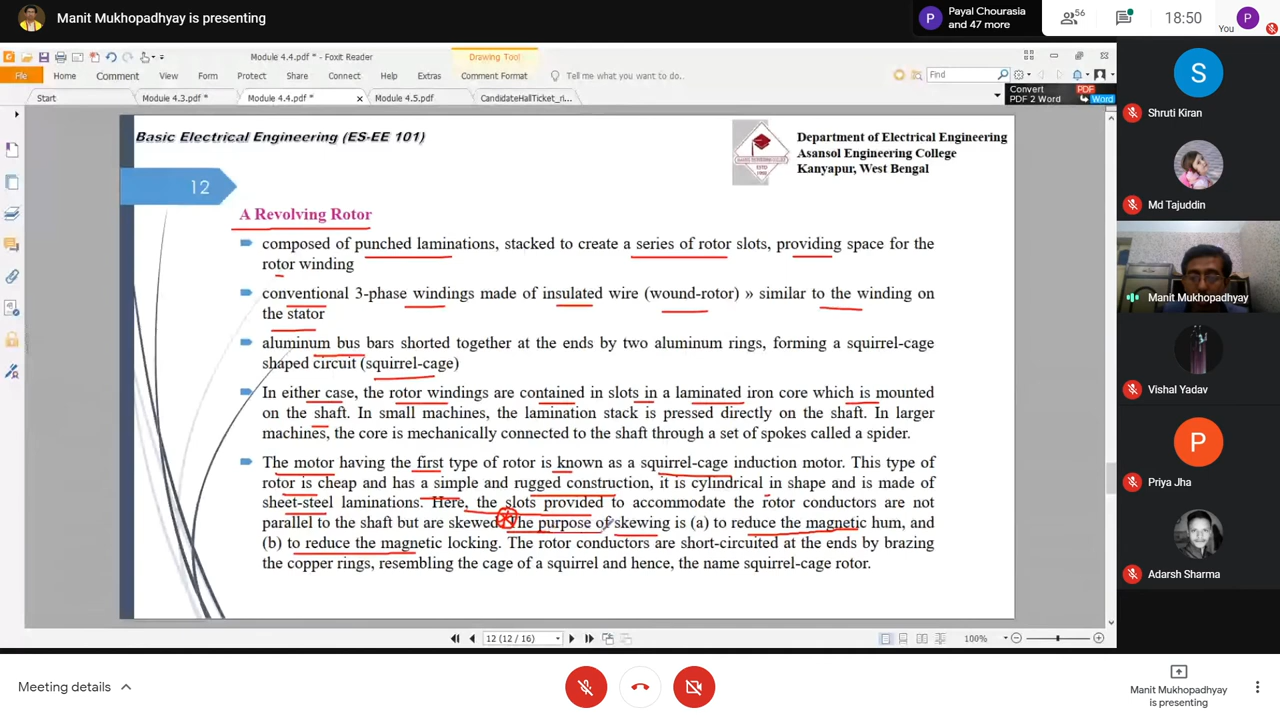 Manit Mukhopadhyay is presenting
P
Payal Chourasia
and 47 more
56
18:50
You
P
Module 4.4.pdf * - Foxit Reader
Drawing Tool
File
Home
Comment
View
Form
Protect
Share
Connect
Help
Extras
Comment Format
Tell me what you want to do..
Find
Start
Module 4.3.pdf *
Module 4.4.pdf *
Module 4.5.pdf
CandidateHallTicket_ri...
Convert
PDF 2 Word
PDF
Word
Basic Electrical Engineering (ES-EE 101)
Department of Electrical Engineering
Asansol Engineering College
Kanyapur, West Bengal
12
A Revolving Rotor
composed of punched laminations, stacked to create a series of rotor slots, providing space for the
rotor winding
conventional 3-phase windings made of insulated wire (wound-rotor) » similar to the winding on
the stator
aluminum bus bars shorted together at the ends by two aluminum rings, forming a squirrel-cage
shaped circuit (squirrel-cage)
In either case, the rotor windings are contained in slots in a laminated iron core which is mounted
on the shaft. In small machines, the lamination stack is pressed directly on the shaft. In larger
machines, the core is mechanically connected to the shaft through a set of spokes called a spider.
The motor having the first type of rotor is known as a squirrel-cage induction motor. This type of
rotor is cheap and has a simple and rugged construction, it is cylindrical in shape and is made of
sheet-steel laminations. Here, the slots provided to accommodate the rotor conductors are not
parallel to the shaft but are skewed. The purpose of skewing is (a) to reduce the magnetic hum, and
(b) to reduce the magnetic locking. The rotor conductors are short-circuited at the ends by brazing
the copper rings, resembling the cage of a squirrel and hence, the name squirrel-cage rotor.
12 (12 / 16)
100%
S
Shruti Kiran
Md Tajuddin
Manit Mukhopadhyay
Vishal Yadav
P
Priya Jha
Adarsh Sharma
Meeting details
Manit Mukhopadhyay
is presenting